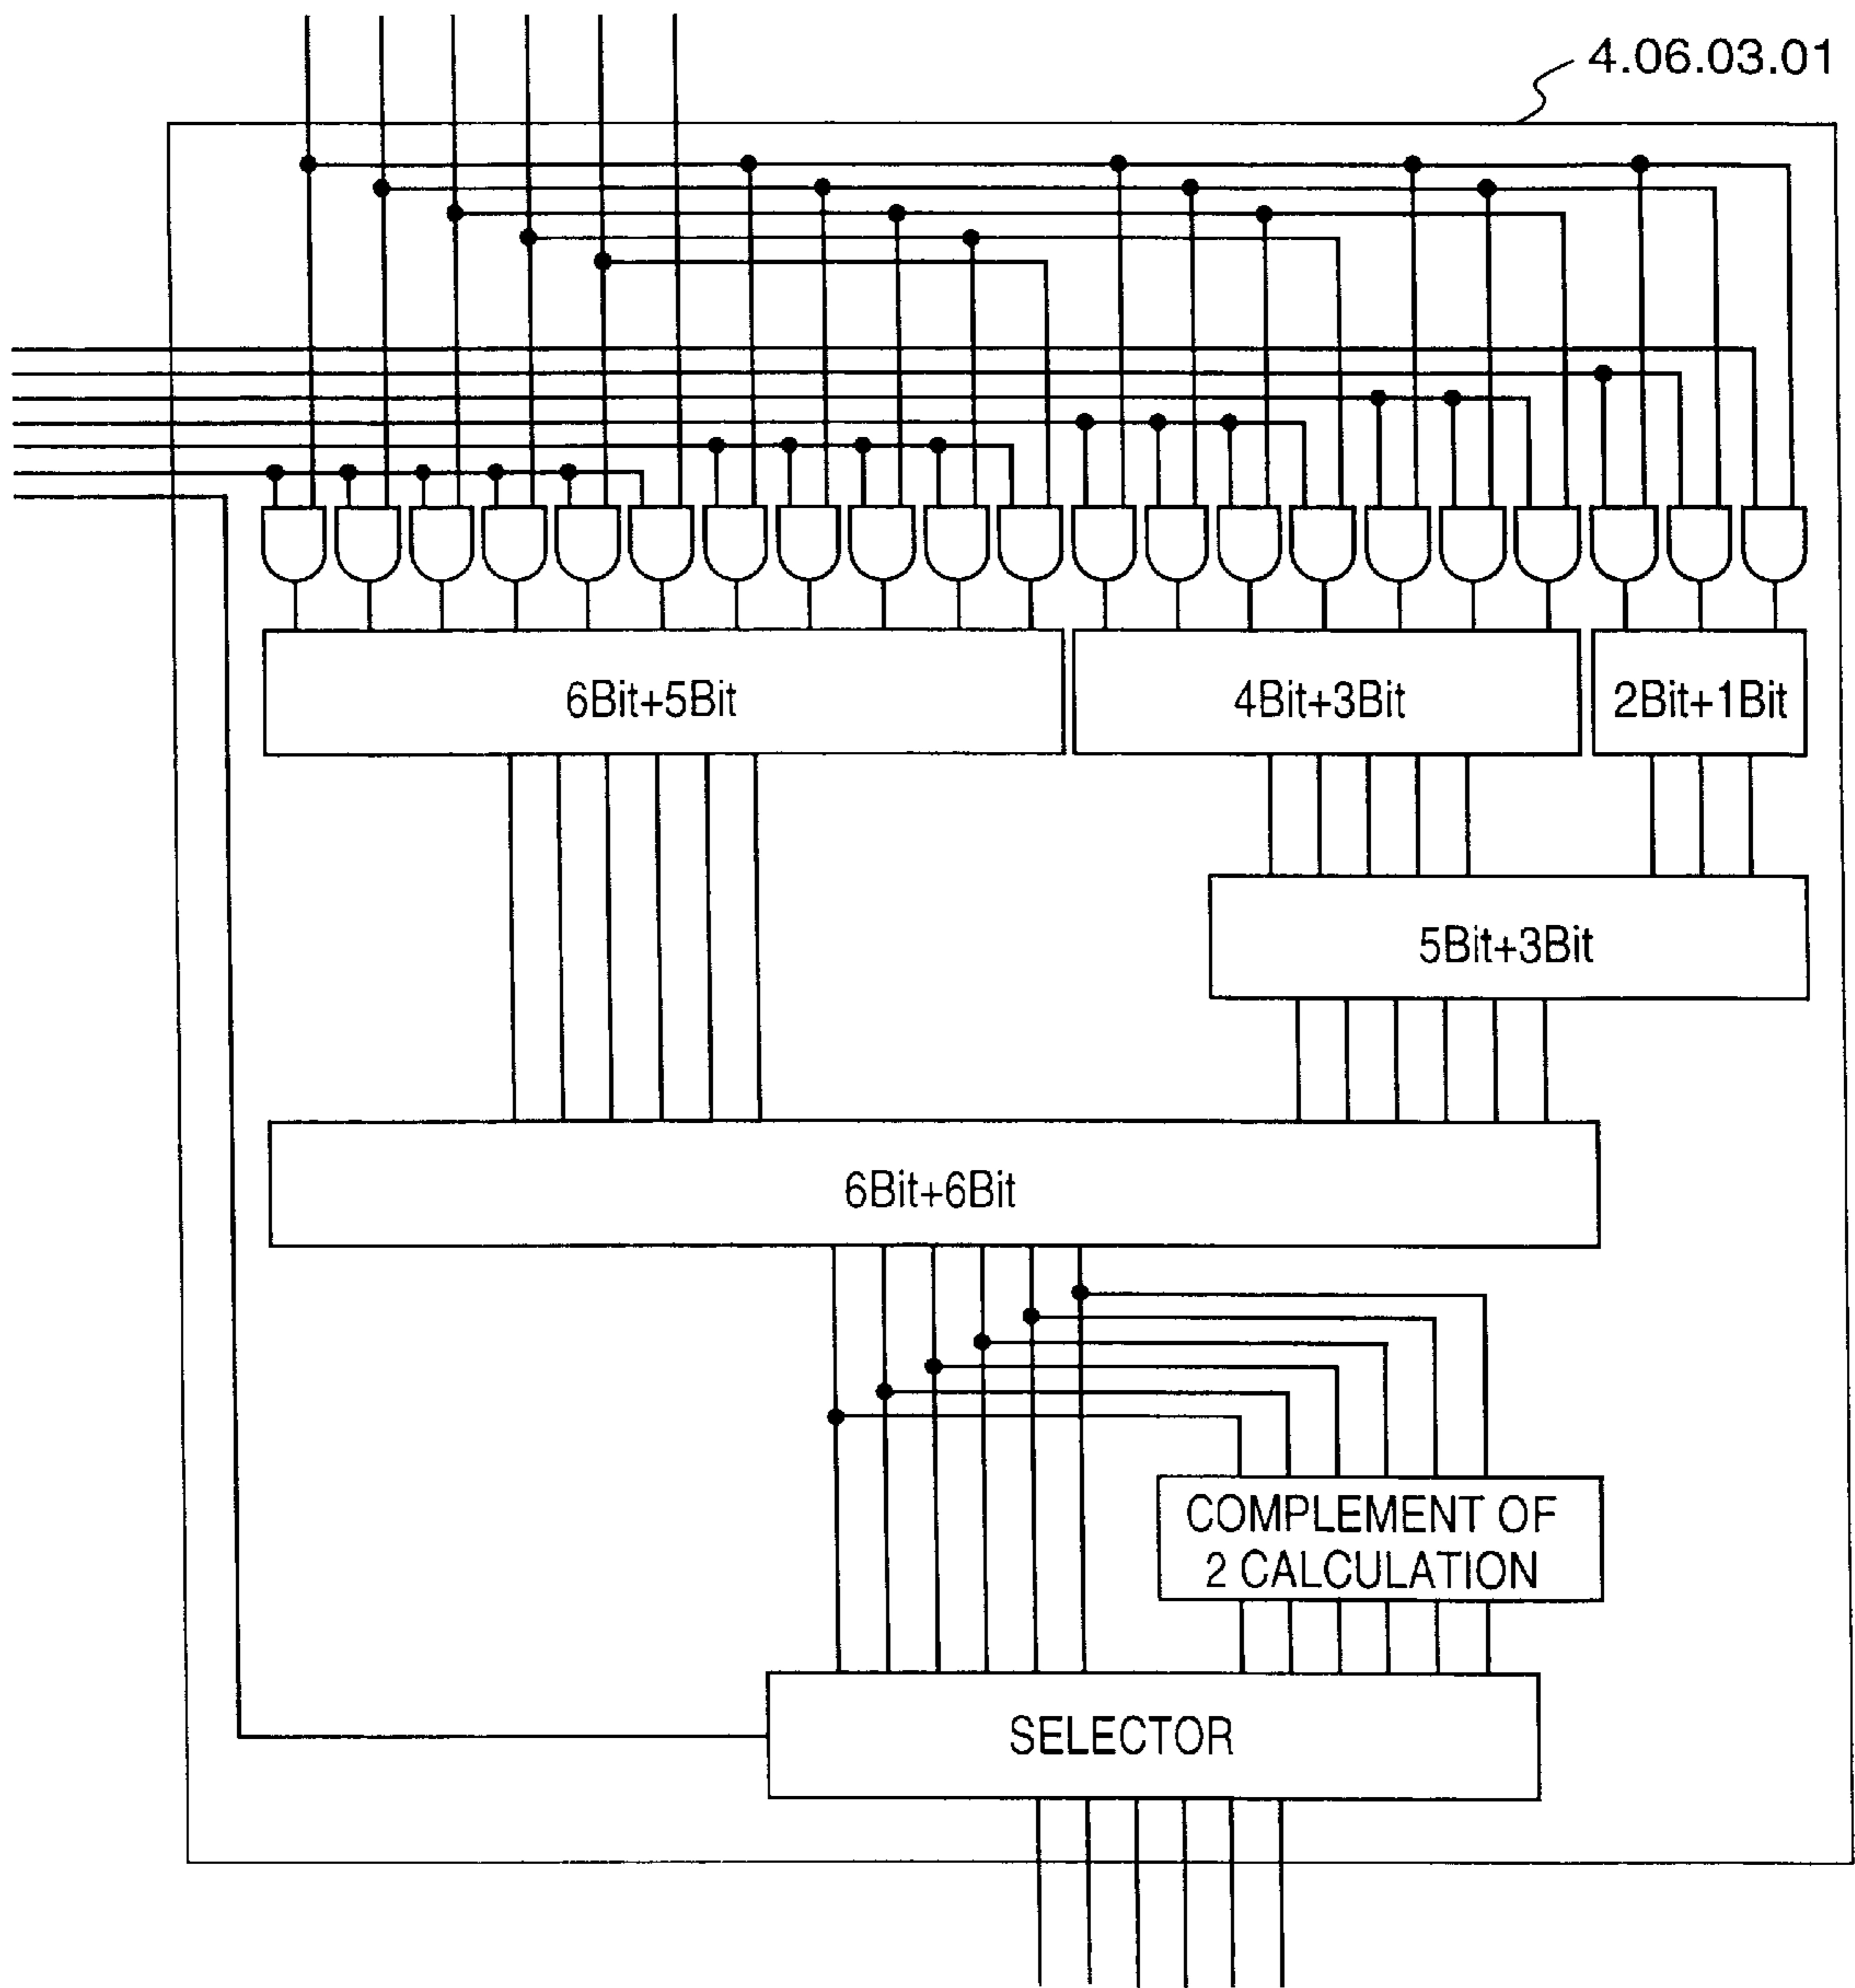 4.06.03.01
6Bit+5Bit
4Bit+3Bit
2Bit+1Bit
5Bit+3Bit
6Bit+6Bit
COMPLEMENT OF
2 CALCULATION
SELECTOR